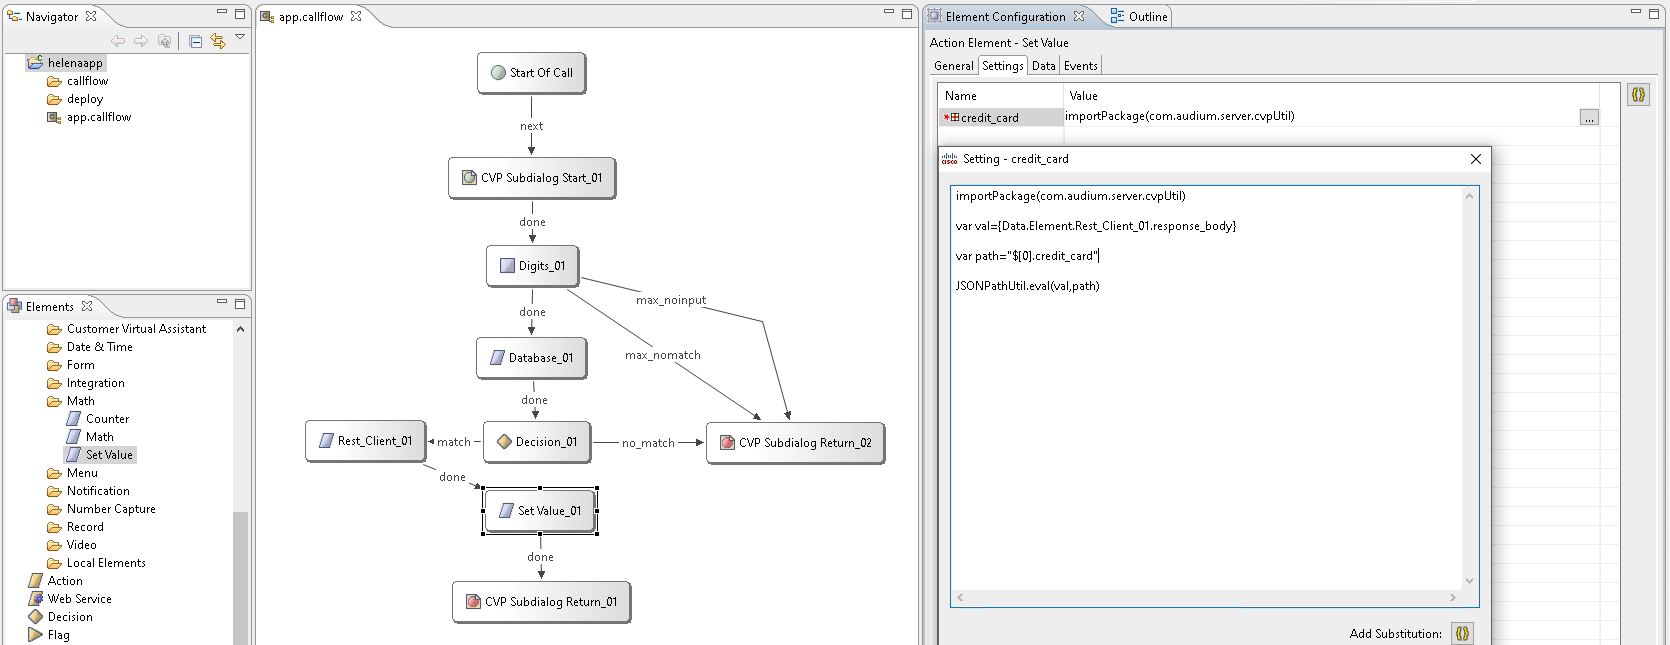 Navigator
helenaapp
callflow
deploy
app.callflow
Elements
Customer Virtual Assistant
Date & Time
Form
Integration
Math
Counter
Math
Set Value
Menu
Notification
Number Capture
Record
Video
Local Elements
Action
Web Service
Decision
Flag
app.callflow
Start Of Call
next
CVP Subdialog Start_01
done
Digits_01
max_noinput
done
max_nomatch
Database_01
done
Rest_Client_01
match
Decision_01
no_match
CVP Subdialog Return_02
done
Set Value_01
done
CVP Subdialog Return_01
Element Configuration
Outline
Action Element - Set Value
General Settings Data Events
Name Value
*credit_card importPackage(com.audium.server.cvpUtil) ...
cisco Setting - credit_card
importPackage(com.audium.server.cvpUtil)
var val={Data.Element.Rest_Client_01.response_body}
var path="$[0].credit_card"
JSONPathUtil.eval(val,path)
Add Substitution: {}